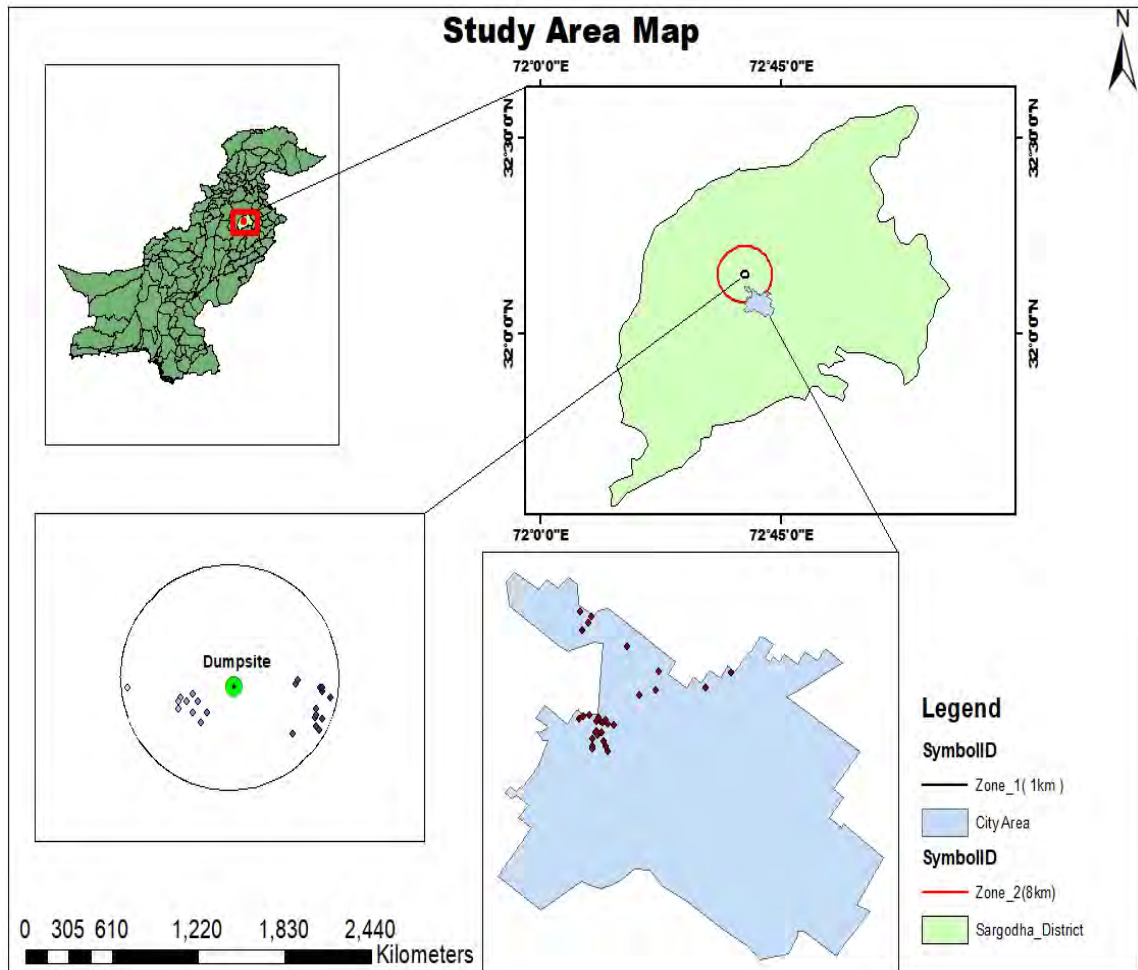 Study Area Map
N
72°0'0"E
72°45'0"E
32°30'0"N
32°30'0"N
32°0'0"N
32°0'0"N
72°0'0"E
72°45'0"E
Dumpsite
Legend
SymbolID
Zone_1( 1km )
City Area
SymbolID
Zone_2(8km)
Sargodha_District
0 305 610 1,220 1,830 2,440
Kilometers